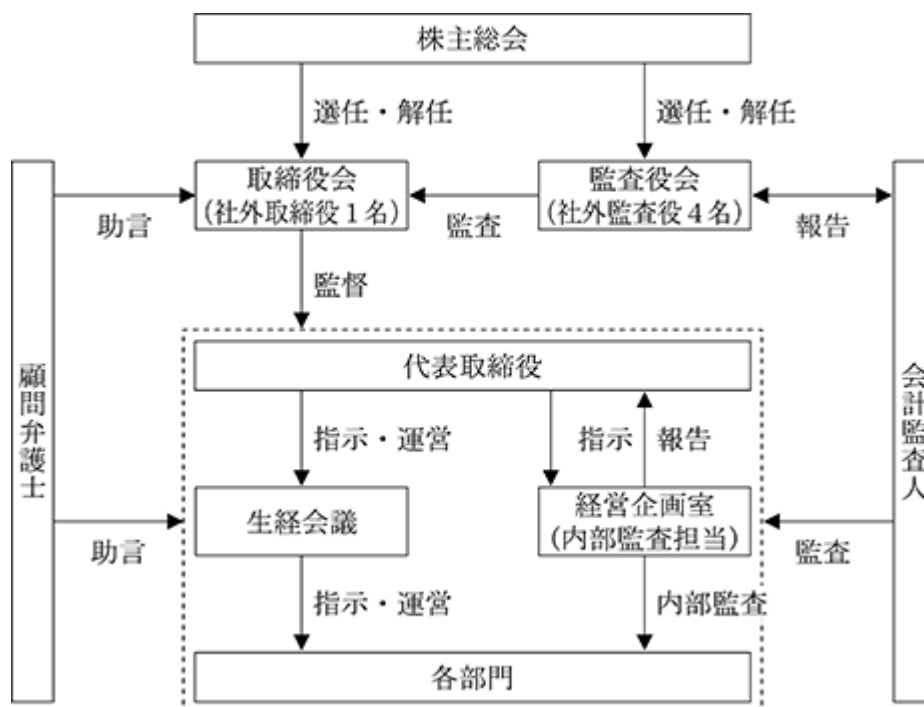 株主総会
選任・解任
選任・解任
取締役会
(社外取締役1名)
監査役会
(社外監査役4名)
助言
監査
報告
監督
代表取締役
顧問弁護士
会計監査人
指示・運営
指示
報告
生経会議
経営企画室
(内部監査担当)
助言
監査
指示・運営
内部監査
各部門